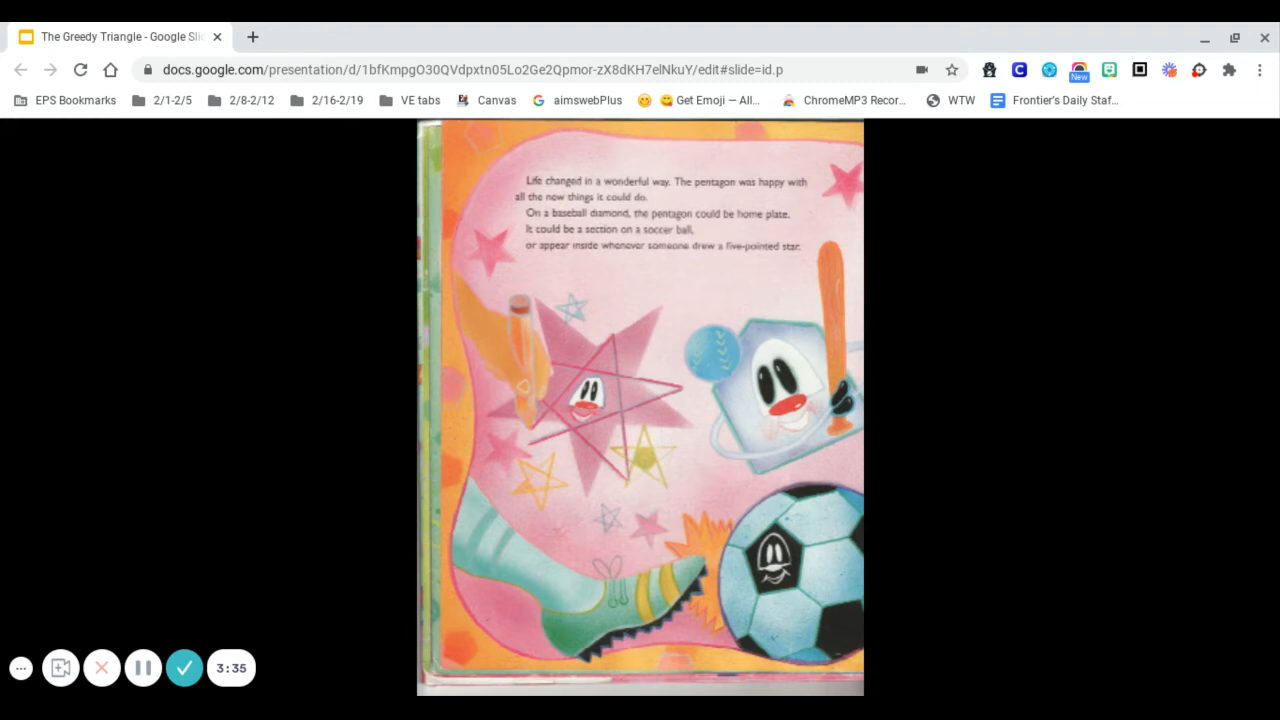 The Greedy Triangle - Google Slid
docs.google.com/presentation/d/1bfKmpgO30QVdpxtn05Lo2Ge2Qpmor-zX8dKH7elNkuY/edit#slide=id.p
New
EPS Bookmarks 2/1-2/5 2/8-2/12 2/16-2/19 VE tabs Canvas aimswebPlus Get Emoji — All... ChromeMP3 Recor... WTW Frontier's Daily Staf...
Life changed in a wonderful way. The pentagon was happy with
all the new things it could do.
On a baseball diamond, the pentagon could be home plate.
It could be a section on a soccer ball,
or appear inside whenever someone drew a five-pointed star.
3:35